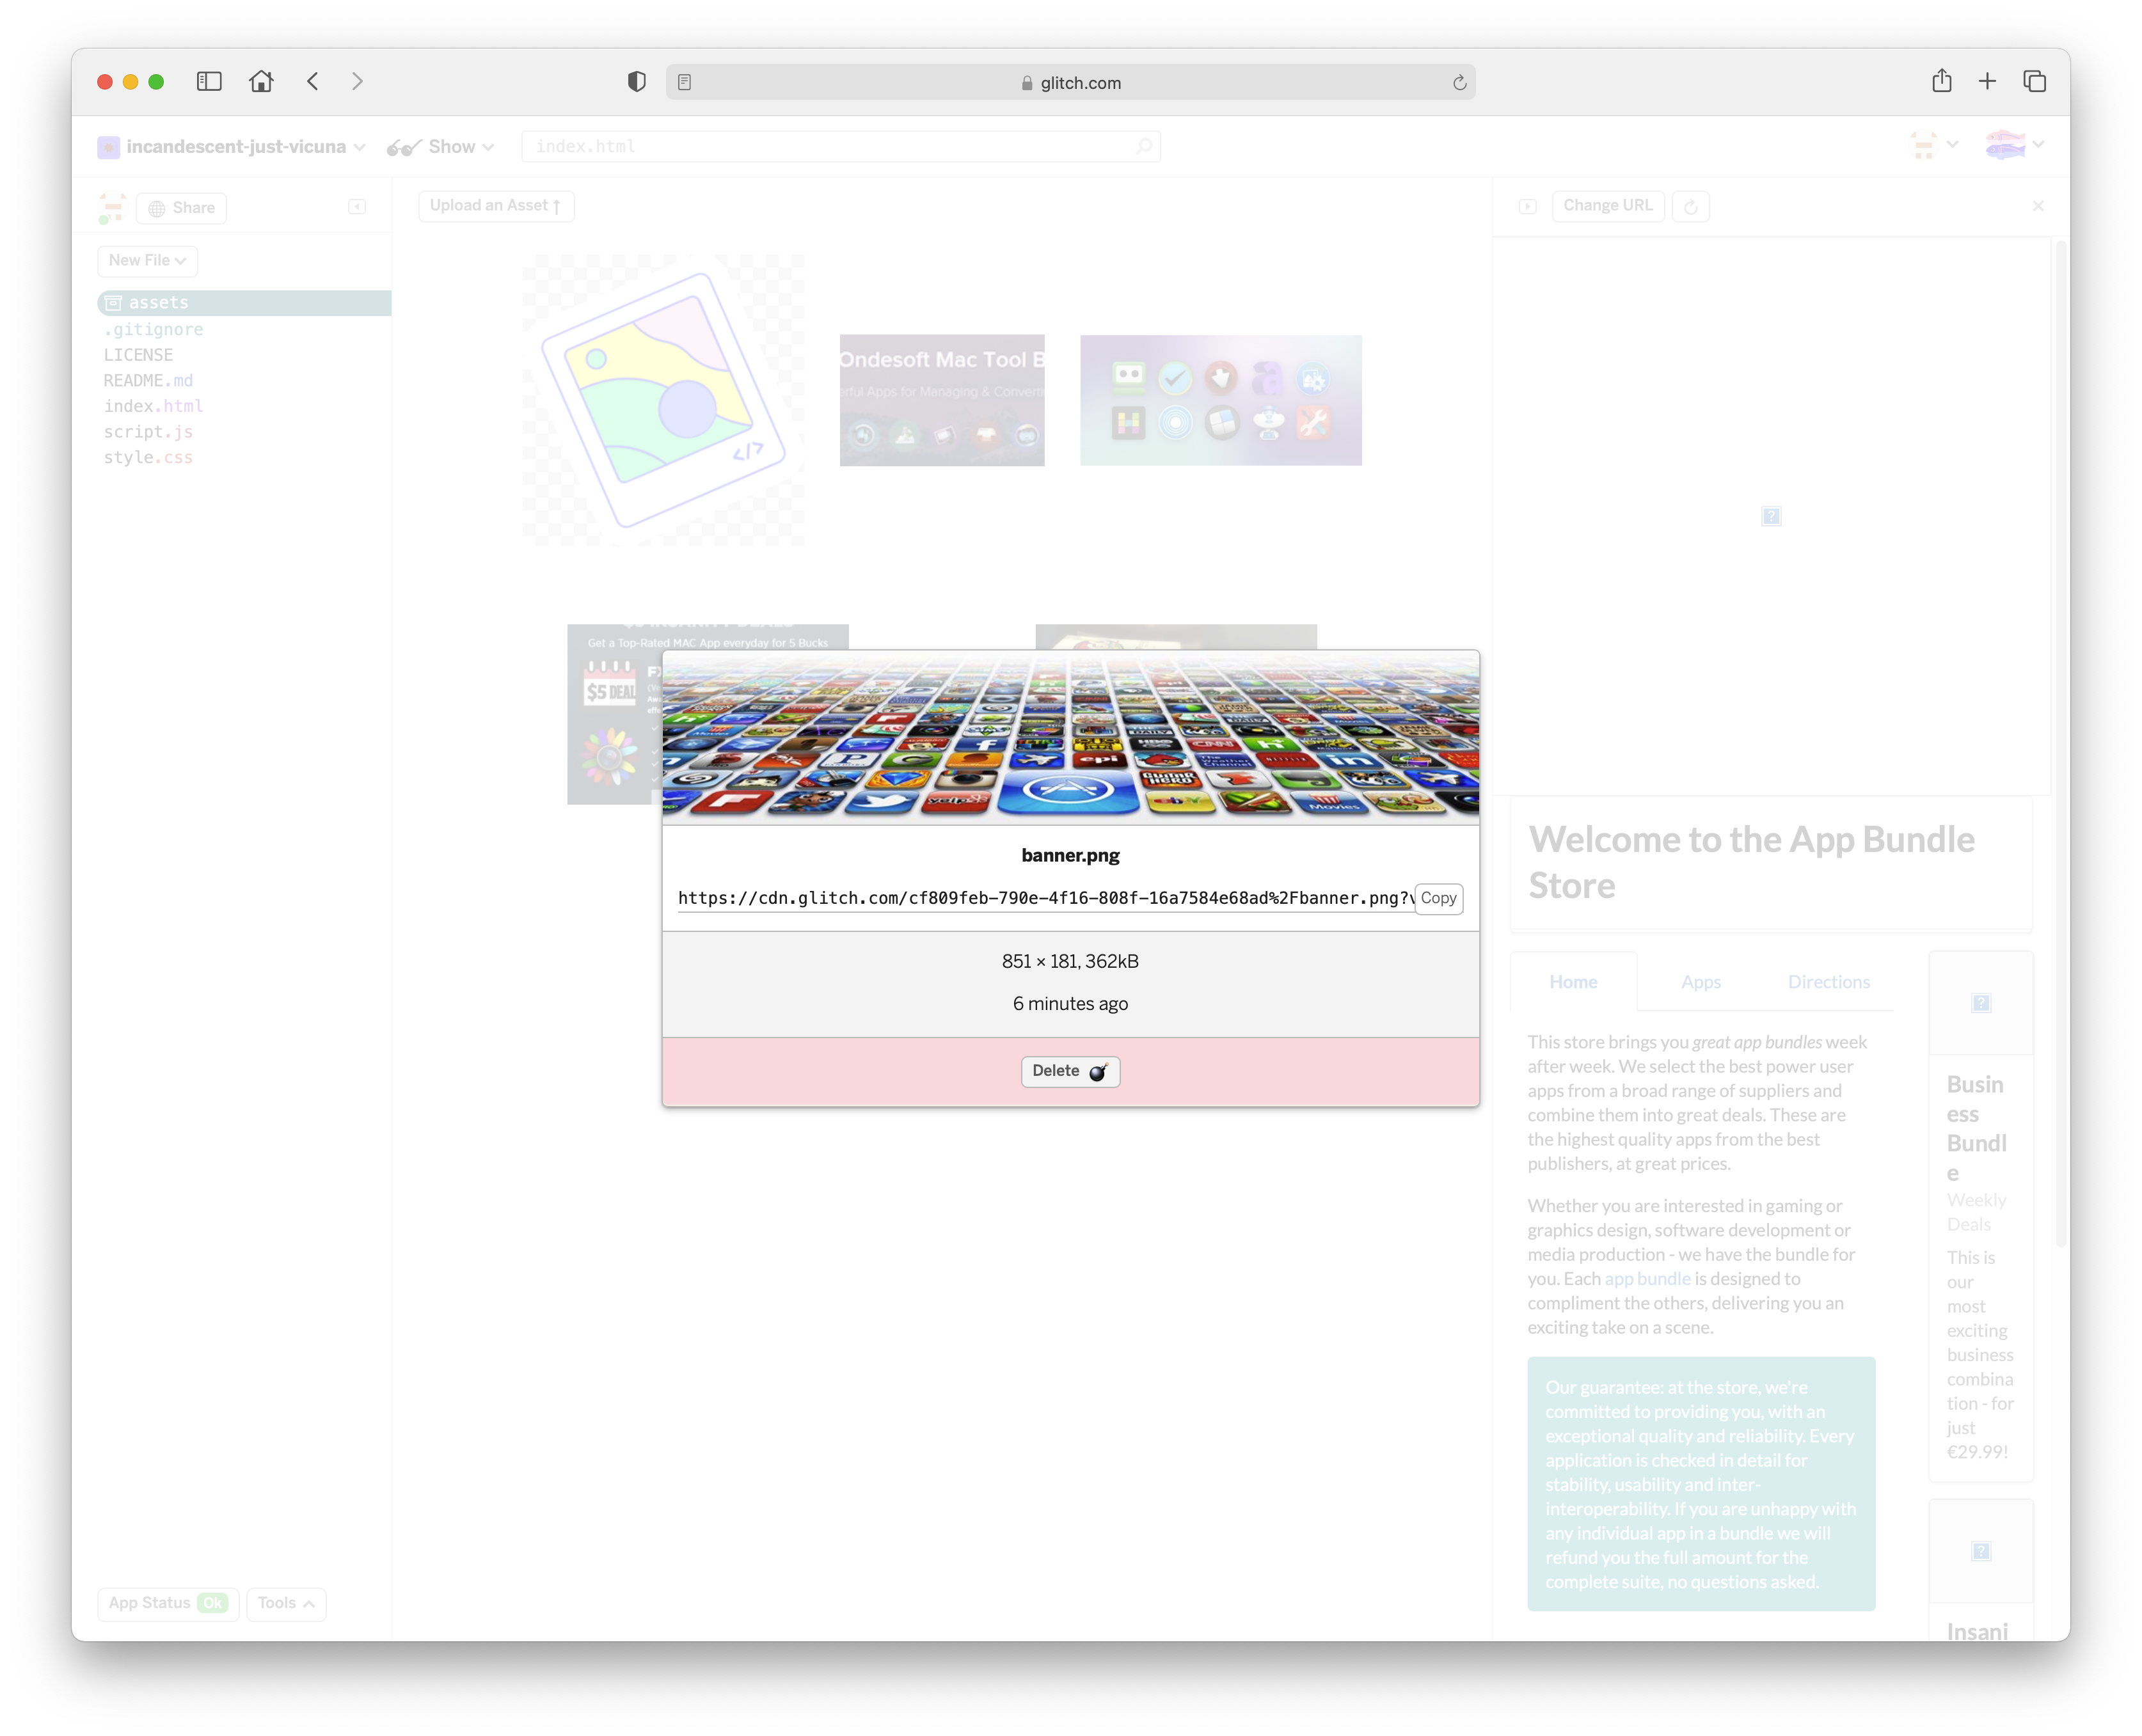 glitch.com
incandescent-just-vicuna
Show
index.html
Share
Upload an Asset
Change URL
New File
assets
.gitignore
LICENSE
README.md
index.html
script.js
style.css
</?>
Ondesoft Mac Tool B
erful Apps for Managing & Converti
Get a Top-Rated MAC App everyday for 5 Bucks
$5 DEAL
banner.png
https://cdn.glitch.com/cf809feb-790e-4f16-808f-16a7584e68ad%2Fbanner.png?v
Copy
851 × 181, 362kB
6 minutes ago
Delete
Welcome to the App Bundle
Store
Home
Apps
Directions
This store brings you great app bundles week
after week. We select the best power user
apps from a broad range of suppliers and
combine them into great deals. These are
the highest quality apps from the best
publishers, at great prices.
Whether you are interested in gaming or
graphics design, software development or
media production - we have the bundle for
you. Each app bundle is designed to
compliment the others, delivering you an
exciting take on a scene.
Our guarantee: at the store, we're
committed to providing you, with an
exceptional quality and reliability. Every
application is checked in detail for
stability, usability and inter-
interoperability. If you are unhappy with
any individual app in a bundle we will
refund you the full amount for the
complete suite, no questions asked.
Busin
ess
Bundl
e
Weekly
Deals
This is
our
most
exciting
business
combina
tion - for
just
€29.99!
Insani
App Status Ok
Tools